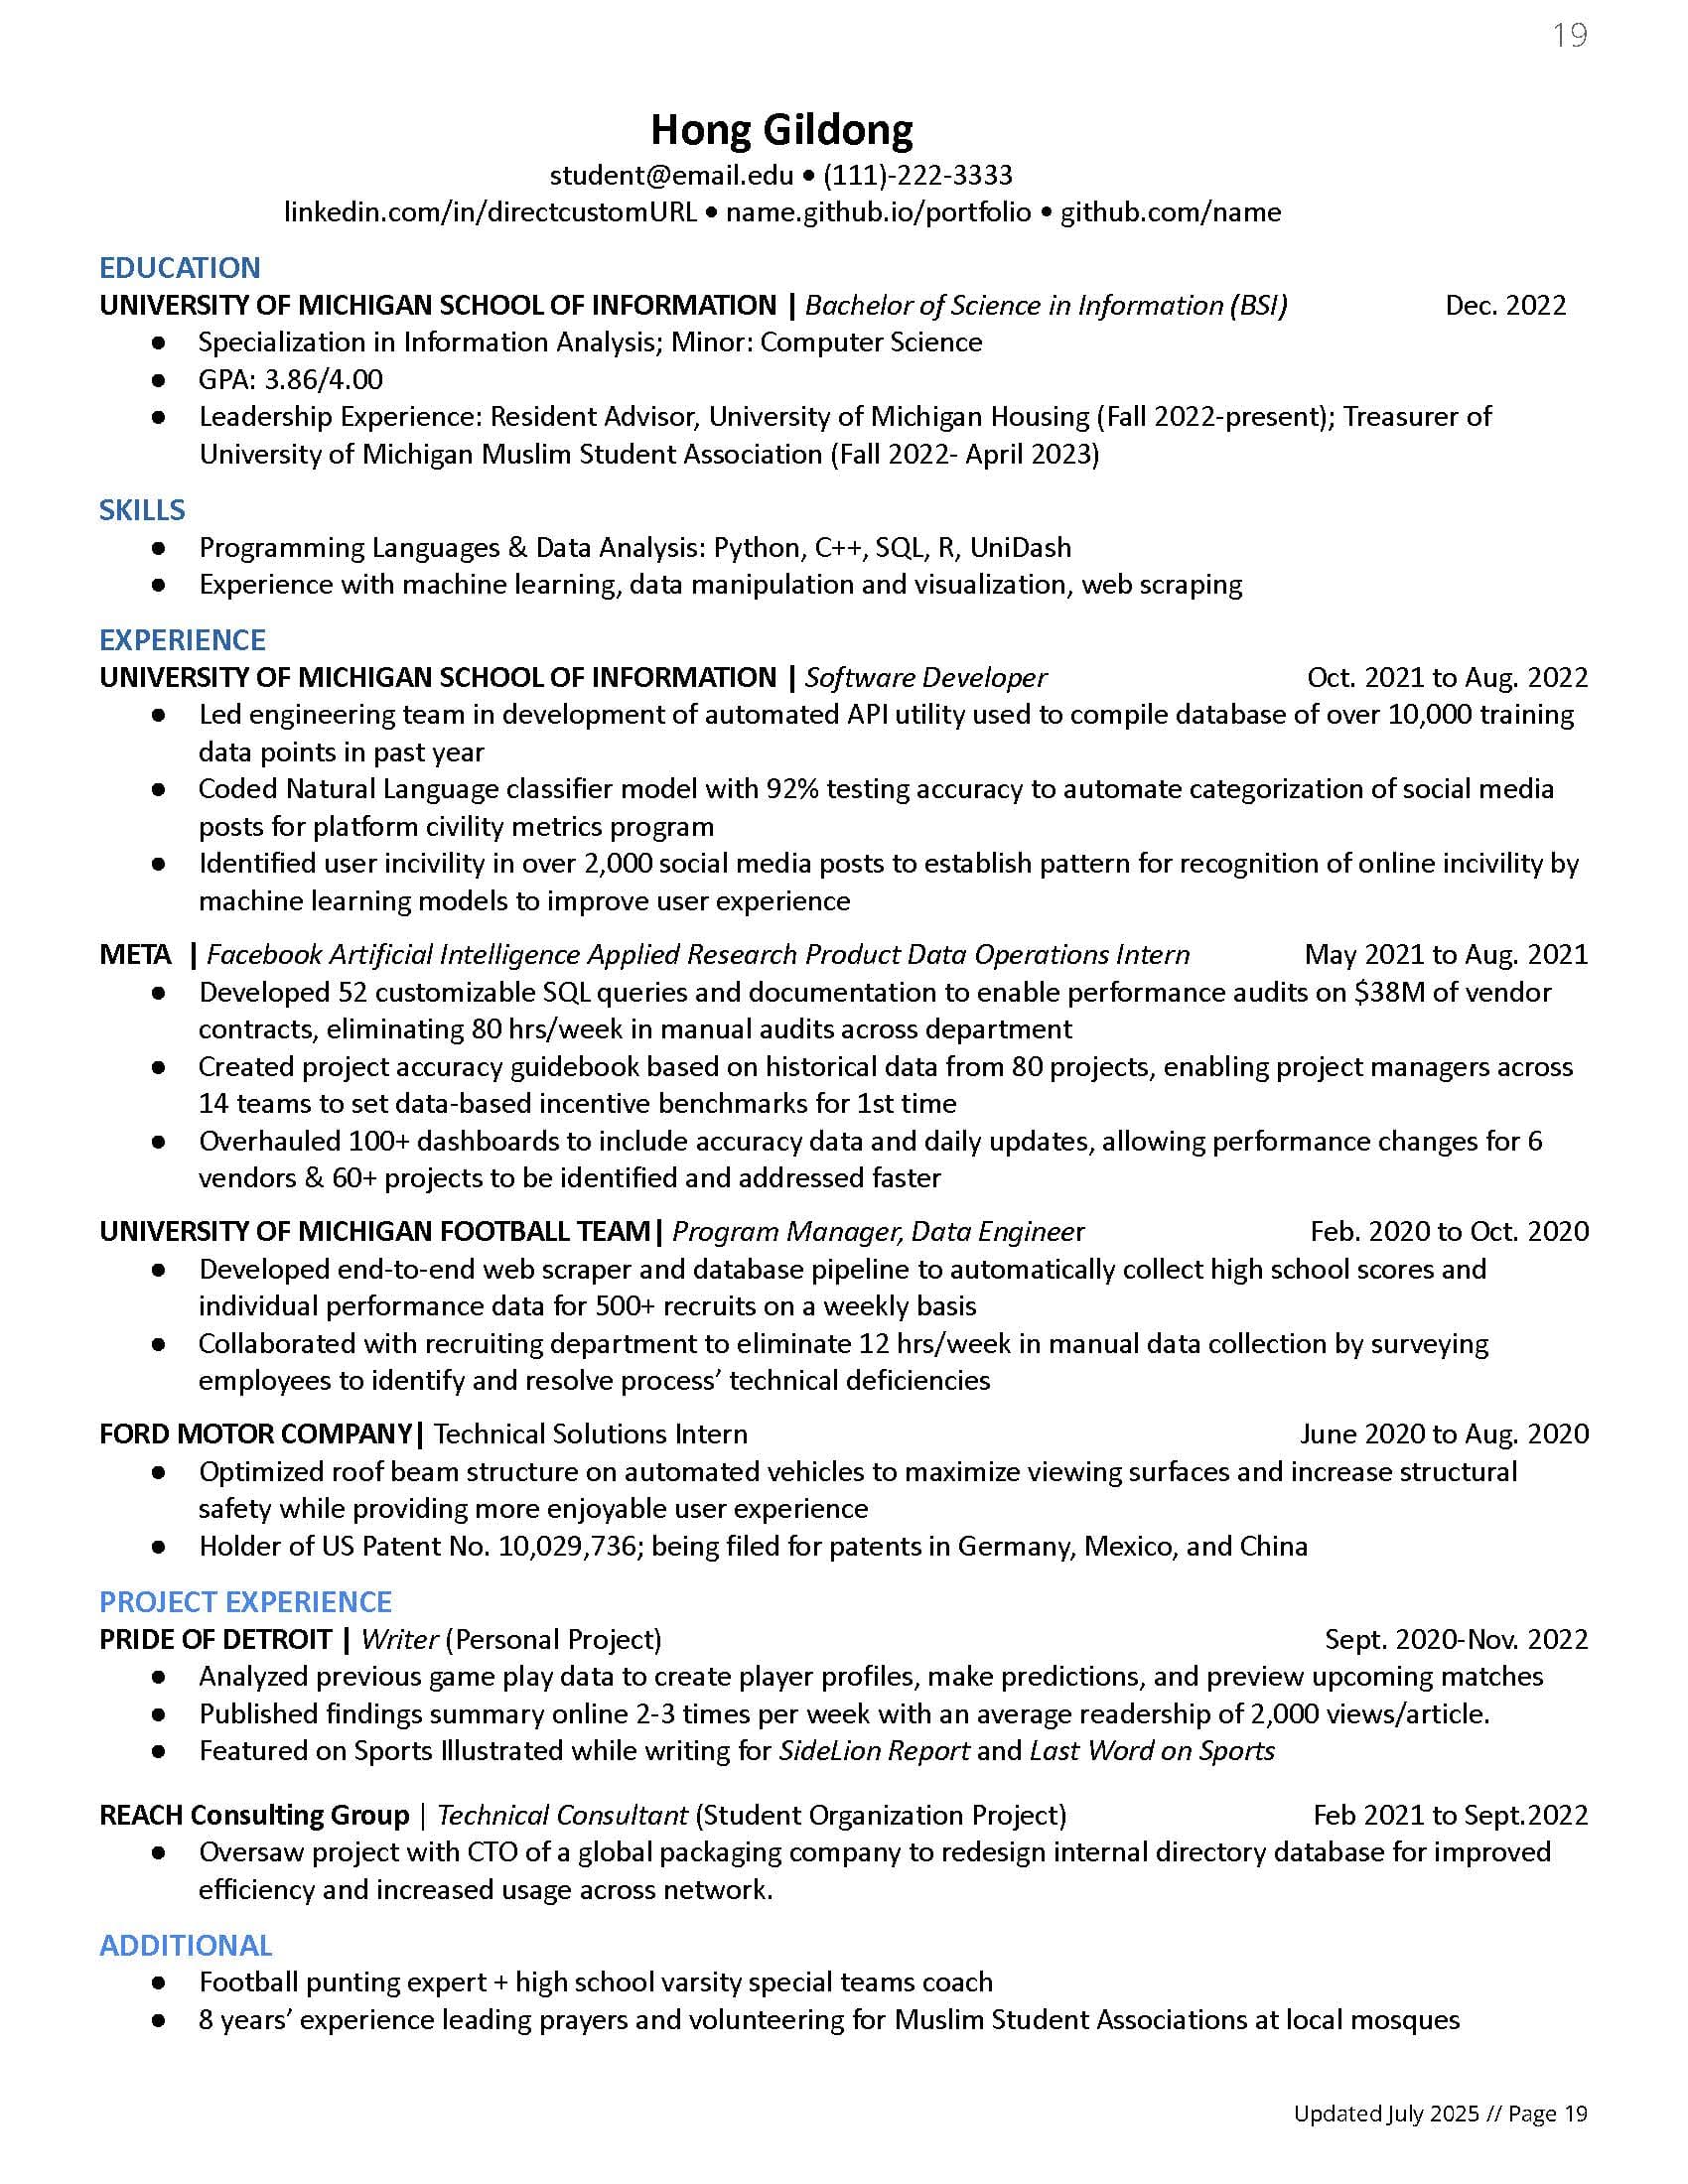 19
Hong Gildong
student@email.edu • (111)-222-3333
linkedin.com/in/directcustomURL • name.github.io/portfolio • github.com/name
EDUCATION
UNIVERSITY OF MICHIGAN SCHOOL OF INFORMATION | Bachelor of Science in Information (BSI) Dec. 2022
● Specialization in Information Analysis; Minor: Computer Science
● GPA: 3.86/4.00
● Leadership Experience: Resident Advisor, University of Michigan Housing (Fall 2022-present); Treasurer of
University of Michigan Muslim Student Association (Fall 2022- April 2023)
SKILLS
● Programming Languages & Data Analysis: Python, C++, SQL, R, UniDash
● Experience with machine learning, data manipulation and visualization, web scraping
EXPERIENCE
UNIVERSITY OF MICHIGAN SCHOOL OF INFORMATION | Software Developer Oct. 2021 to Aug. 2022
● Led engineering team in development of automated API utility used to compile database of over 10,000 training
data points in past year
● Coded Natural Language classifier model with 92% testing accuracy to automate categorization of social media
posts for platform civility metrics program
● Identified user incivility in over 2,000 social media posts to establish pattern for recognition of online incivility by
machine learning models to improve user experience
META | Facebook Artificial Intelligence Applied Research Product Data Operations Intern May 2021 to Aug. 2021
● Developed 52 customizable SQL queries and documentation to enable performance audits on $38M of vendor
contracts, eliminating 80 hrs/week in manual audits across department
● Created project accuracy guidebook based on historical data from 80 projects, enabling project managers across
14 teams to set data-based incentive benchmarks for 1st time
● Overhauled 100+ dashboards to include accuracy data and daily updates, allowing performance changes for 6
vendors & 60+ projects to be identified and addressed faster
UNIVERSITY OF MICHIGAN FOOTBALL TEAM| Program Manager, Data Engineer Feb. 2020 to Oct. 2020
● Developed end-to-end web scraper and database pipeline to automatically collect high school scores and
individual performance data for 500+ recruits on a weekly basis
● Collaborated with recruiting department to eliminate 12 hrs/week in manual data collection by surveying
employees to identify and resolve process’ technical deficiencies
FORD MOTOR COMPANY| Technical Solutions Intern June 2020 to Aug. 2020
● Optimized roof beam structure on automated vehicles to maximize viewing surfaces and increase structural
safety while providing more enjoyable user experience
● Holder of US Patent No. 10,029,736; being filed for patents in Germany, Mexico, and China
PROJECT EXPERIENCE
PRIDE OF DETROIT | Writer (Personal Project) Sept. 2020-Nov. 2022
● Analyzed previous game play data to create player profiles, make predictions, and preview upcoming matches
● Published findings summary online 2-3 times per week with an average readership of 2,000 views/article.
● Featured on Sports Illustrated while writing for SideLion Report and Last Word on Sports
REACH Consulting Group | Technical Consultant (Student Organization Project) Feb 2021 to Sept.2022
● Oversaw project with CTO of a global packaging company to redesign internal directory database for improved
efficiency and increased usage across network.
ADDITIONAL
● Football punting expert + high school varsity special teams coach
● 8 years’ experience leading prayers and volunteering for Muslim Student Associations at local mosques
Updated July 2025 // Page 19